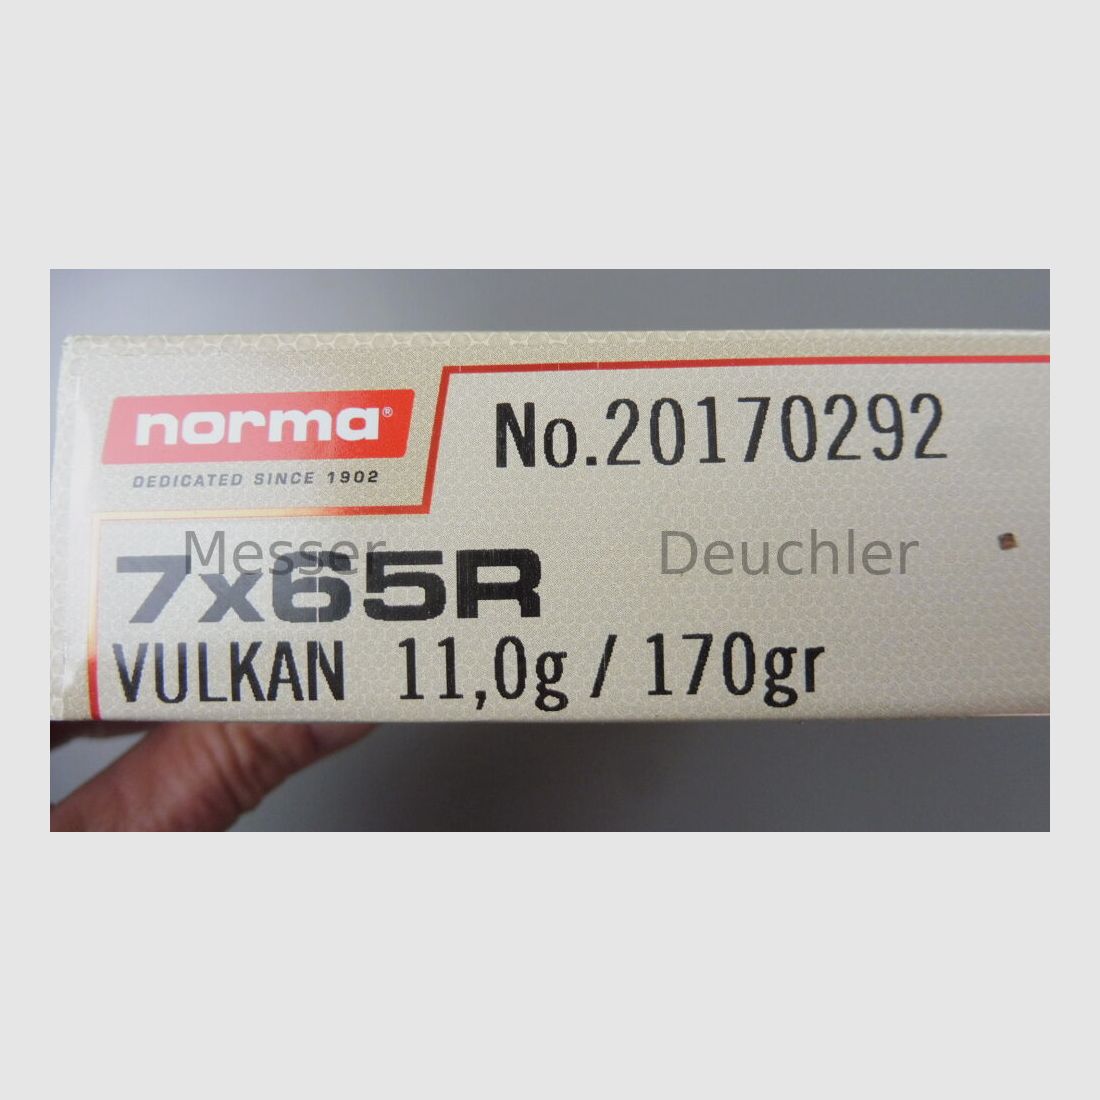 norma®
DEDICATED SINCE 1902
No.20170292
Messer Deuchler
7x65R
VULKAN 11,0g / 170gr